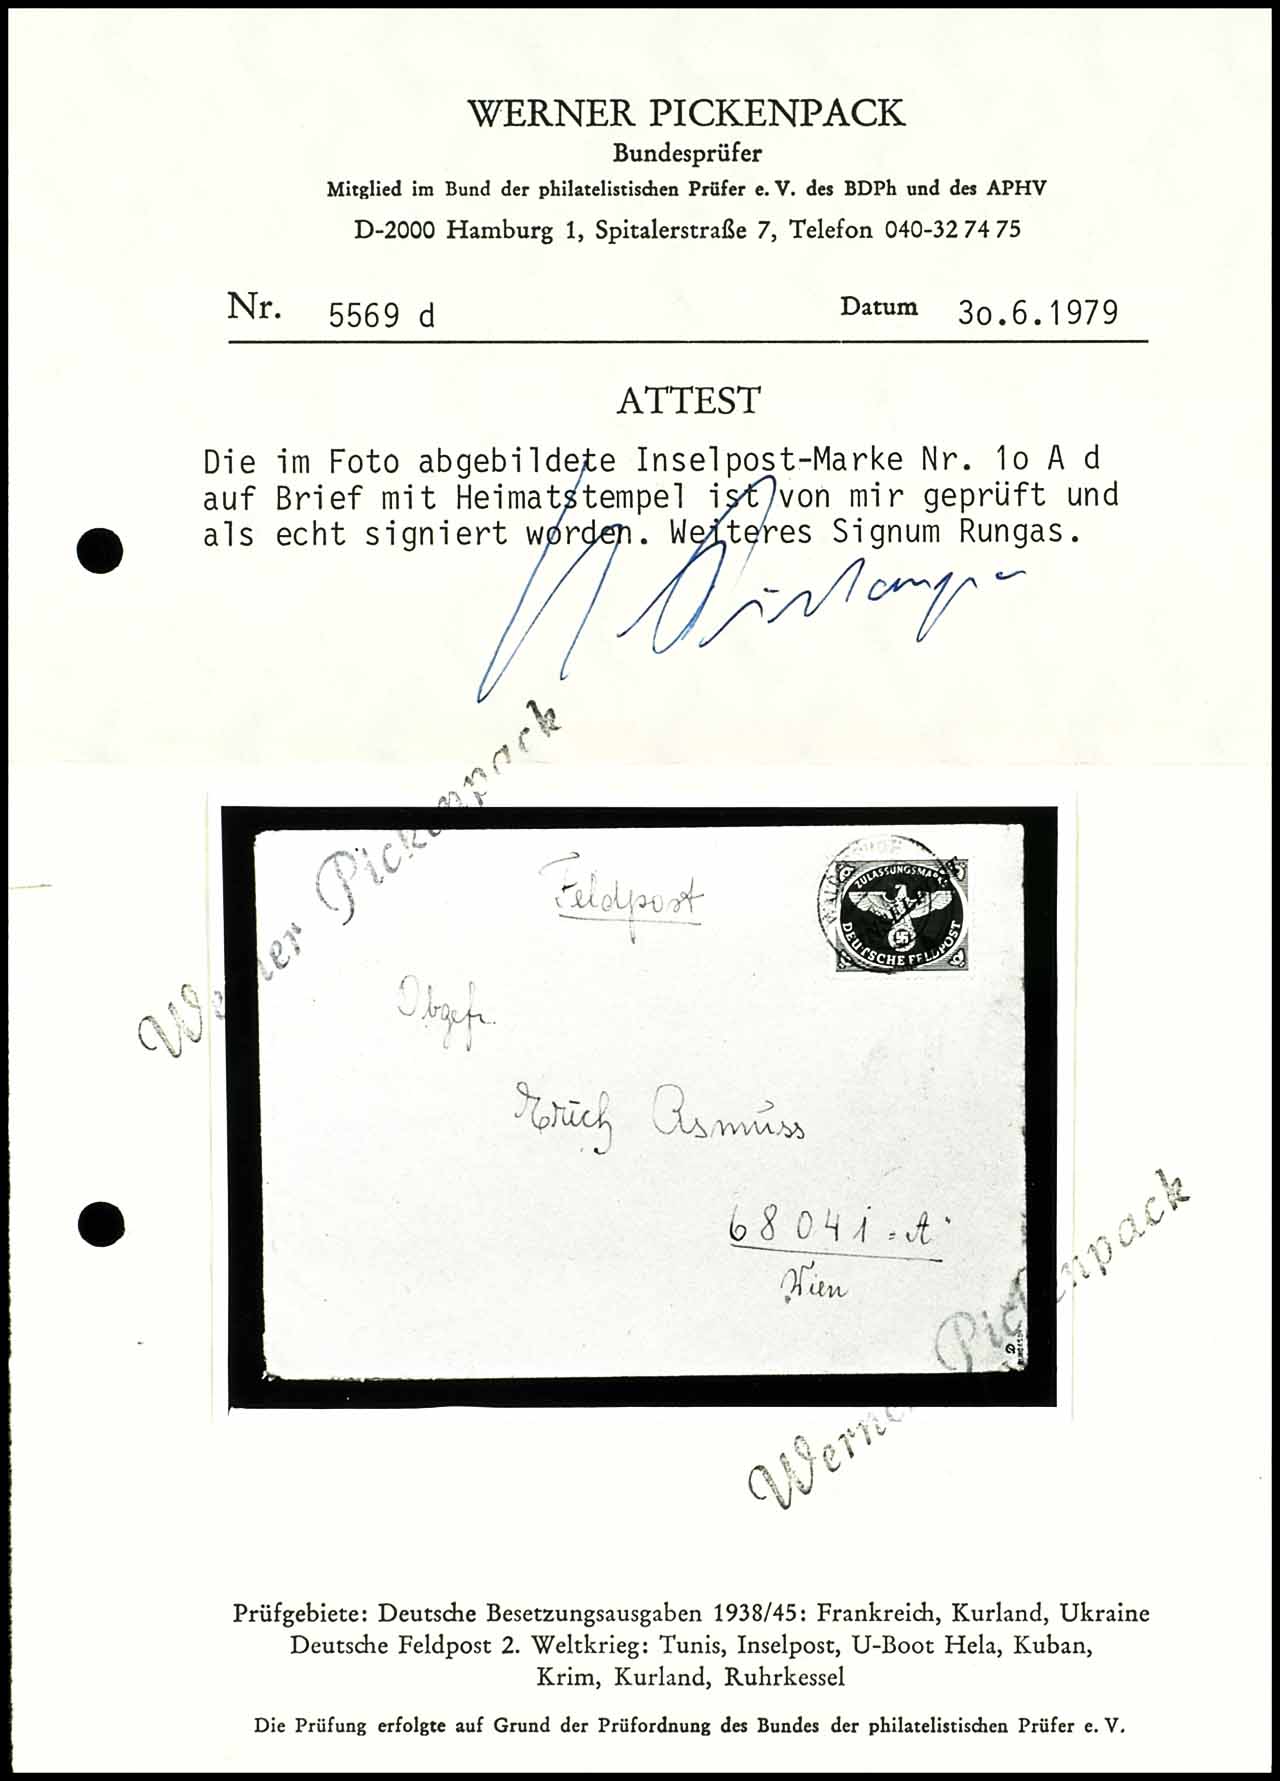 WERNER PICKENPACK
Bundesprüfer
Mitglied im Bund der philatelistischen Prüfer e. V. des BDPh und des APHV
D-2000 Hamburg 1, Spitalerstraße 7, Telefon 040-32 74 75
Nr. 5569 d Datum 3o.6.1979
ATTEST
Die im Foto abgebildete Inselpost-Marke Nr. 1o A d
auf Brief mit Heimatstempel ist von mir geprüft und
als echt signiert worden. Weiteres Signum Rungas.
Werner Pickenpack
Feldpost
ZULASSUNGSMARKE
DEUTSCHE FELDPOST
Obgefr.
Erich Asmuss
68041=A
Wien
Werner Pickenpack
Prüfgebiete: Deutsche Besetzungsausgaben 1938/45: Frankreich, Kurland, Ukraine
Deutsche Feldpost 2. Weltkrieg: Tunis, Inselpost, U-Boot Hela, Kuban,
Krim, Kurland, Ruhrkessel
Die Prüfung erfolgte auf Grund der Prüfordnung des Bundes der philatelistischen Prüfer e. V.